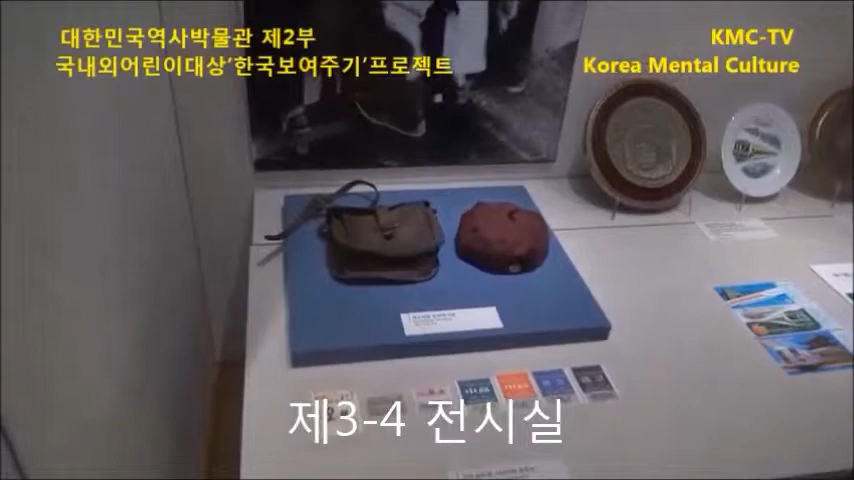 대한민국역사박물관 제2부
국내외어린이대상'한국보여주기'프로젝트
KMC-TV
Korea Mental Culture
제3-4 전시실